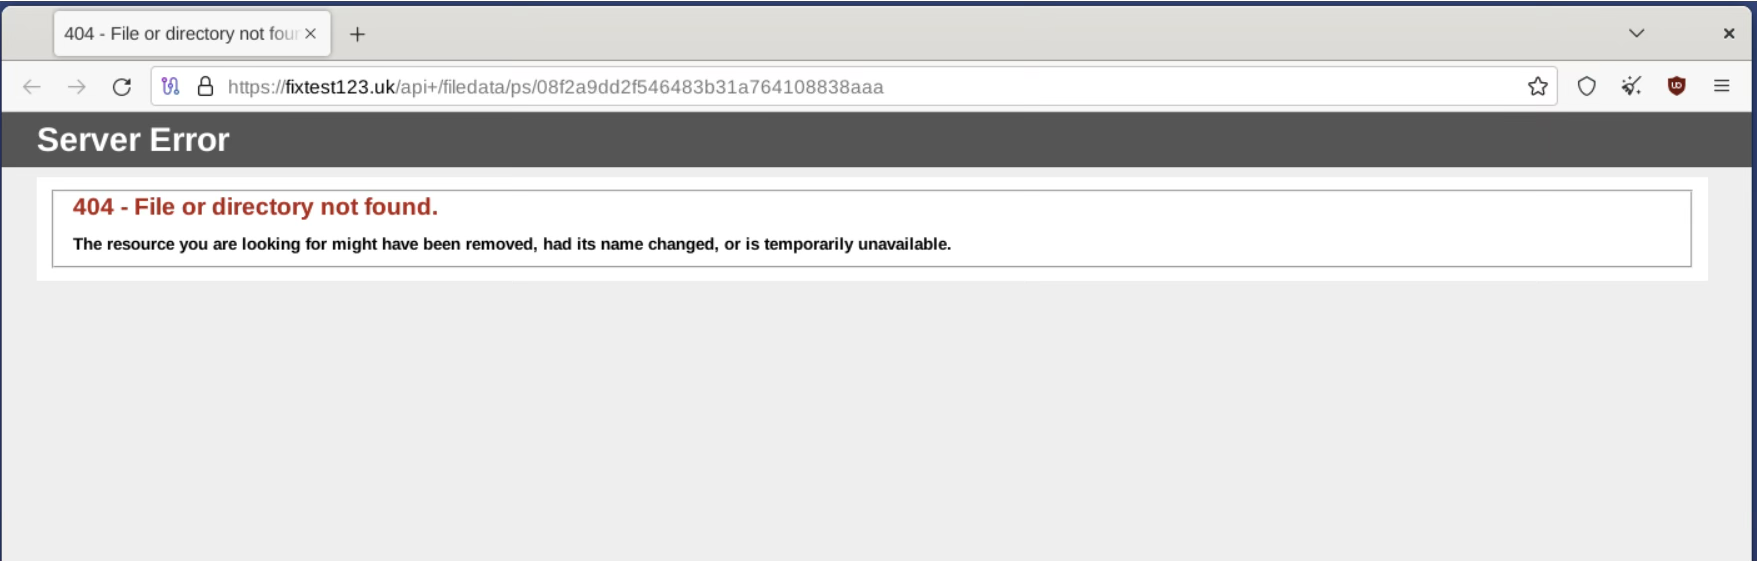 404 - File or directory not four
https://fixtest123.uk/api+/filedata/ps/08f2a9dd2f546483b31a764108838aaa
Server Error
404 - File or directory not found.
The resource you are looking for might have been removed, had its name changed, or is temporarily unavailable.